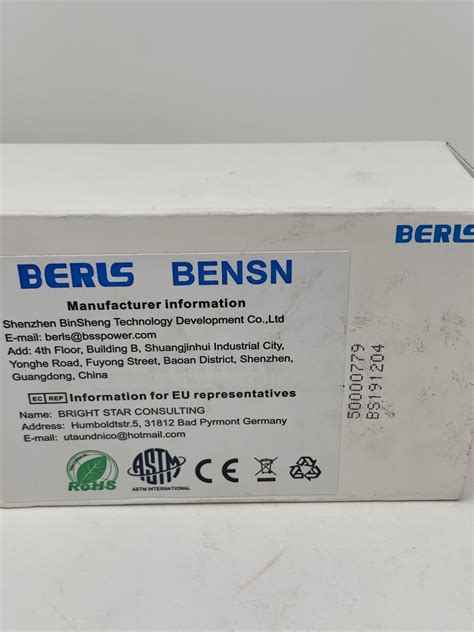 BERLS
BERLS BENSN
Manufacturer information
Shenzhen BinSheng Technology Development Co.,Ltd
E-mail: berls@bsspower.com
Add: 4th Floor, Building B, Shuangjinhui Industrial City,
Yonghe Road, Fuyong Street, Baoan District, Shenzhen,
Guangdong, China
EC REP Information for EU representatives
Name: BRIGHT STAR CONSULTING
Address: Humboldtstr.5, 31812 Bad Pyrmont Germany
E-mail: utaundnico@hotmail.com
RoHS
ASTM
ASTM INTERNATIONAL
CE
50000779
BS191204